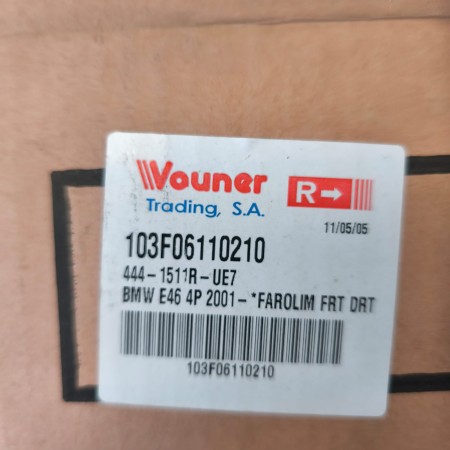 Vouner
Trading, S.A.
R→
11/05/05
103F06110210
444-1511R-UE7
BMW E46 4P 2001- *FAROLIM FRT DRT
103F06110210